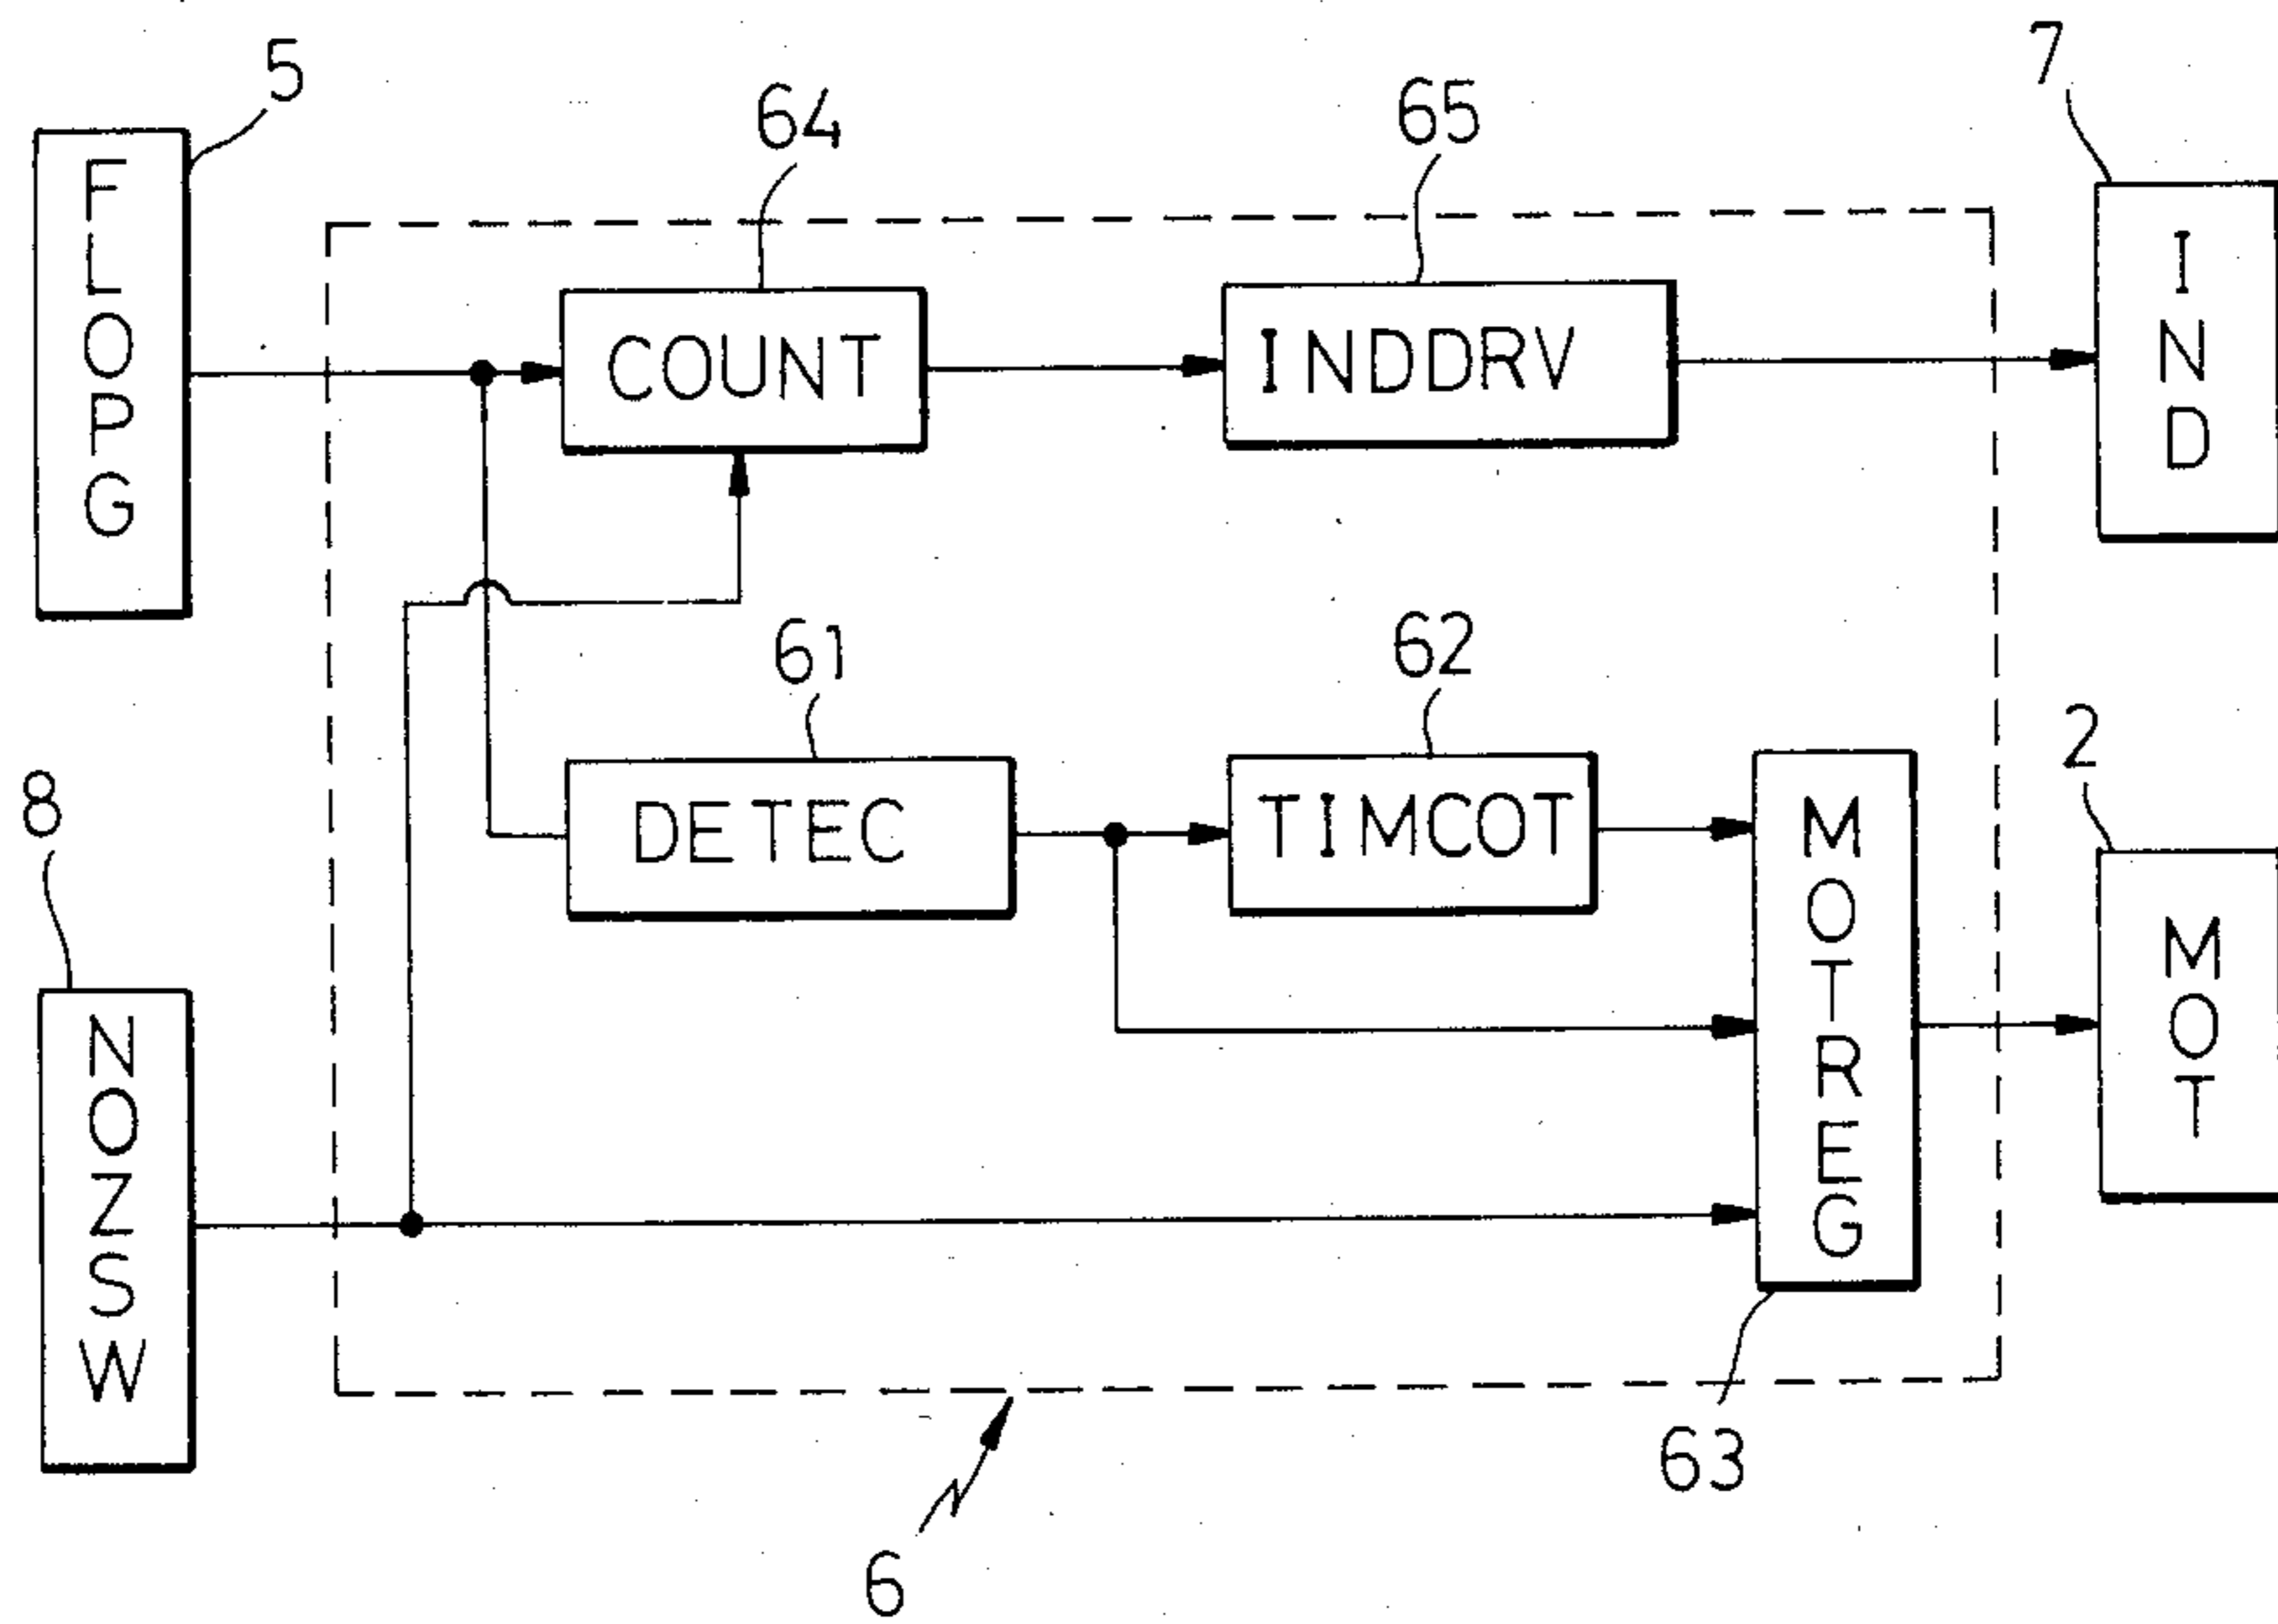 5
64
65
7
FLOPG
COUNT
INDDRV
IND
61
62
2
8
DETEC
TIMCOT
MOTREG
MOT
NOZSW
63
6